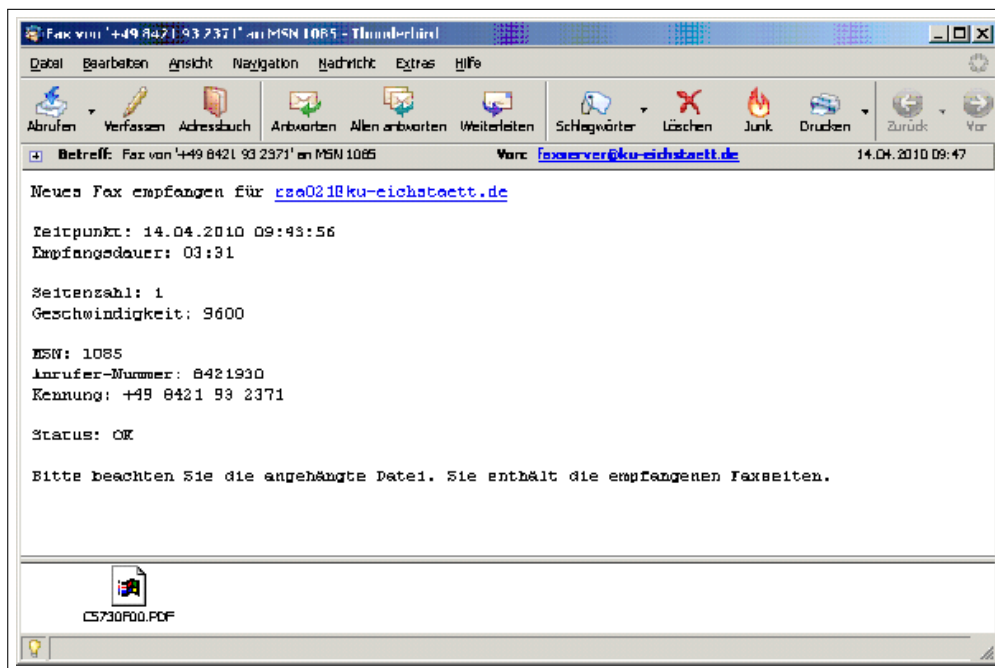 Fax von '+49 8421 93 2371' an MSN 1085 - Thunderbird
Datei Bearbeiten Ansicht Navigation Nachricht Extras Hilfe
Abrufen Verfassen Adressbuch Antworten Allen antworten Weiterleiten Schlagwörter Löschen Junk Drucken Zurück Vor
Betreff: Fax von '+49 8421 93 2371' an MSN 1085 Von: faxserver@ku-eichstaett.de 14.04.2010 09:47
Neues Fax empfangen für rza021@ku-eichstaett.de
Zeitpunkt: 14.04.2010 09:43:56
Empfangsdauer: 03:31
Seitenzahl: 1
Geschwindigkeit: 9600
MSN: 1085
Anrufer-Nummer: 8421930
Kennung: +49 8421 93 2371
Status: OK
Bitte beachten Sie die angehängte Datei. Sie enthält die empfangenen Faxseiten.
C5730F00.PDF